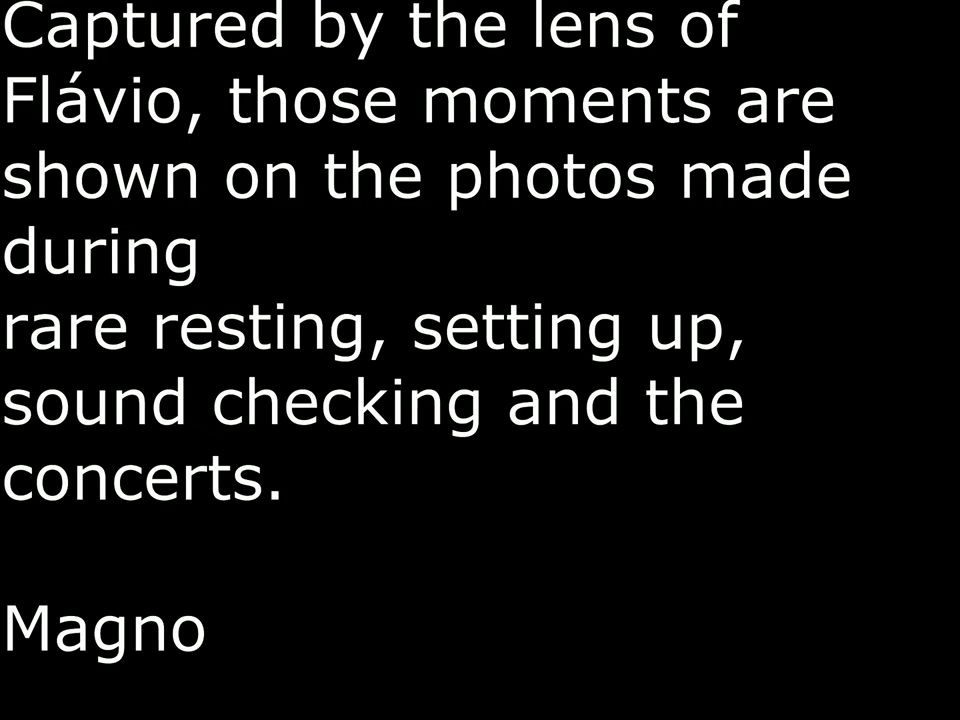 Captured by the lens of
Flávio, those moments are
shown on the photos made
during
rare resting, setting up,
sound checking and the
concerts.
Magno